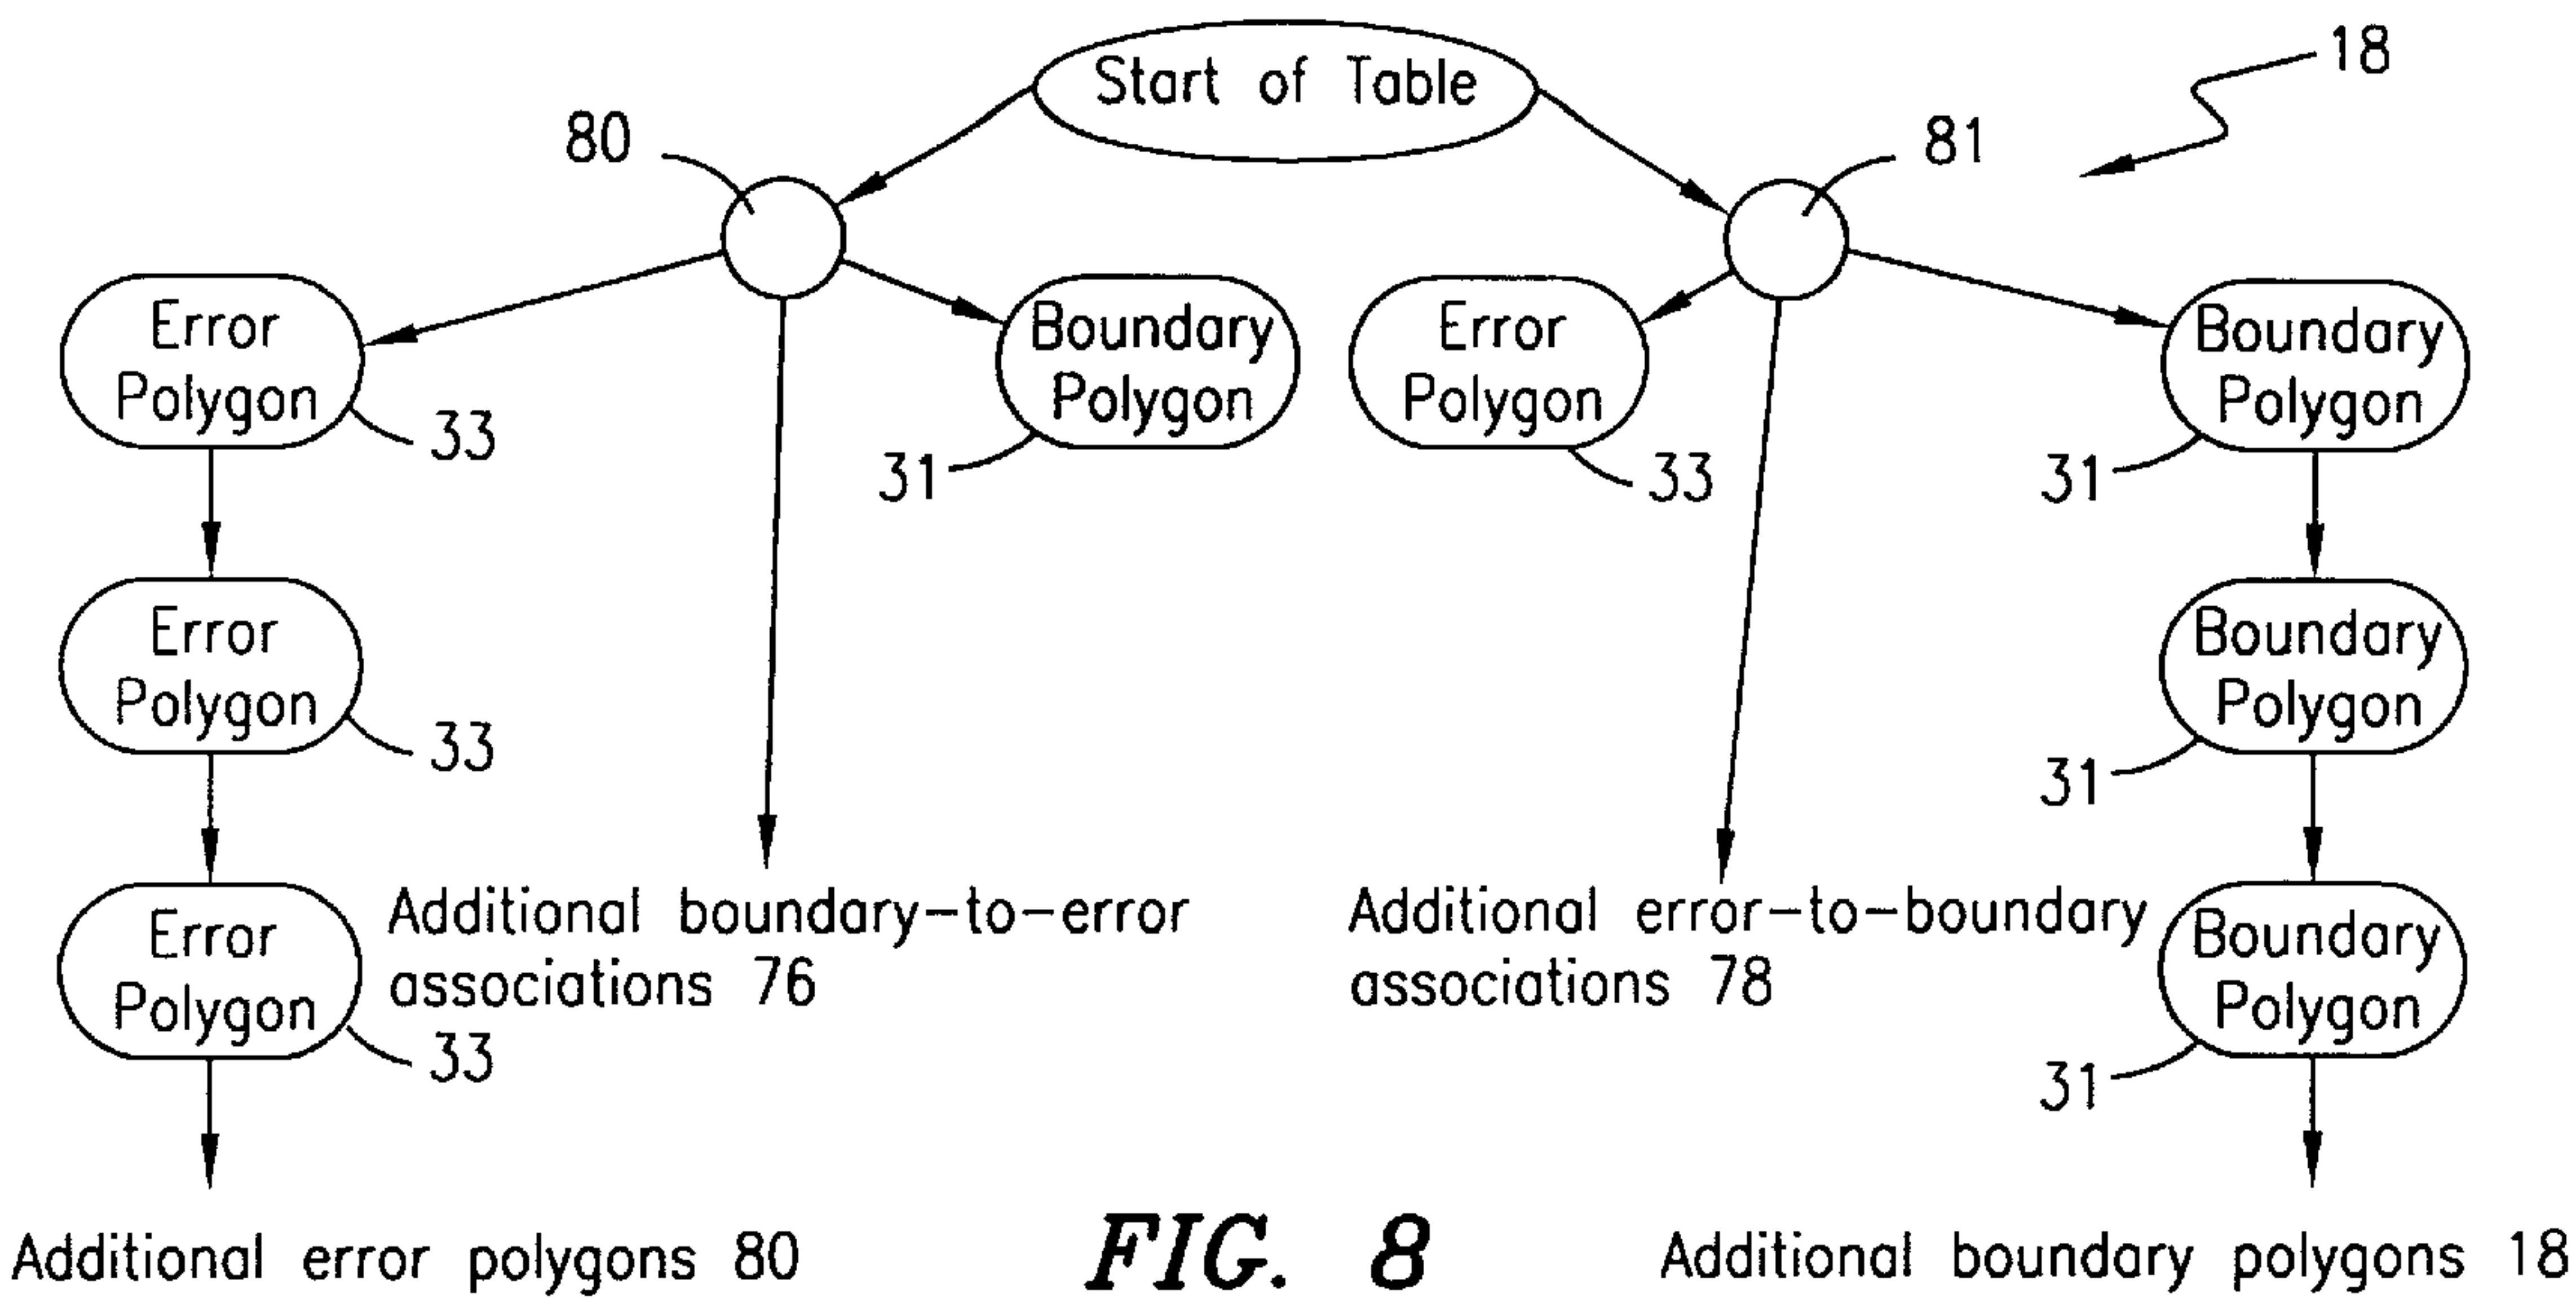 Start of Table
18
80
81
Error
Polygon
33
Boundary
Polygon
31
Error
Polygon
33
Boundary
Polygon
31
Error
Polygon
33
Boundary
Polygon
31
Error
Polygon
33
Additional boundary-to-error
associations 76
Additional error-to-boundary
associations 78
Boundary
Polygon
31
Additional error polygons 80
FIG. 8
Additional boundary polygons 18